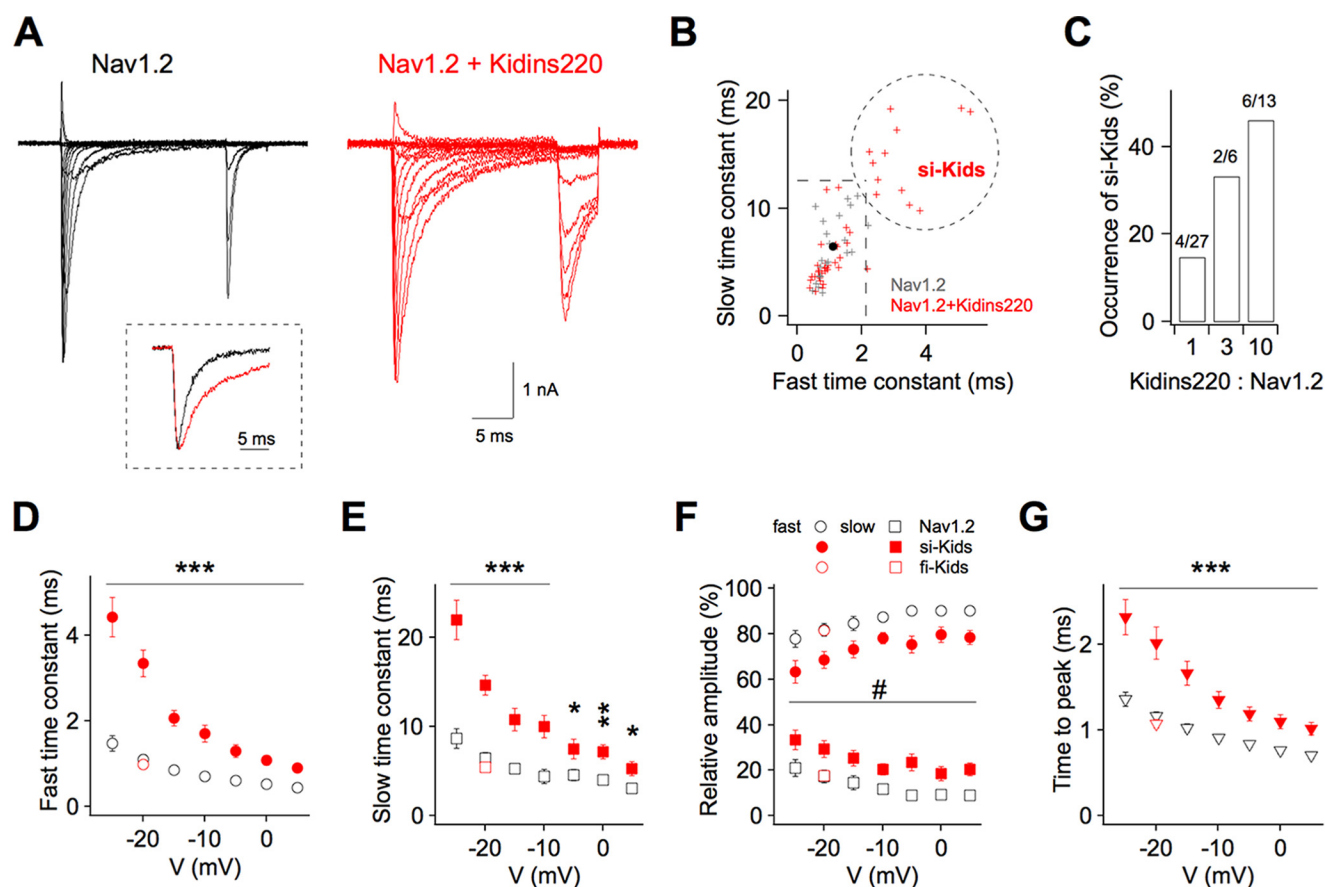 A
Nav1.2
Nav1.2 + Kidins220
5 ms
1 nA
5 ms
B
Slow time constant (ms)
20
10
0
si-Kids
Nav1.2
Nav1.2+Kidins220
0 2 4
Fast time constant (ms)
C
Occurrence of si-Kids (%)
40
20
0
4/27
2/6
6/13
1 3 10
Kidins220 : Nav1.2
D
Fast time constant (ms)
***
4
2
0
-20 -10 0
V (mV)
E
Slow time constant (ms)
***
*
**
*
20
10
0
-20 -10 0
V (mV)
F
fast slow Nav1.2
si-Kids
fi-Kids
Relative amplitude (%)
100
80
60
40
20
0
#
-20 -10 0
V (mV)
G
Time to peak (ms)
***
2
1
0
-20 -10 0
V (mV)